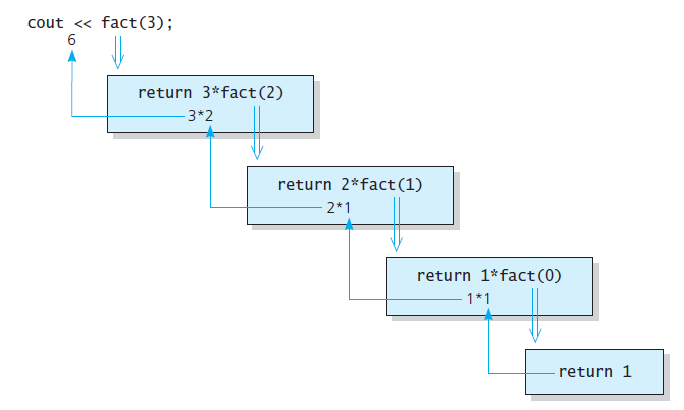 cout << fact(3);
6
return 3*fact(2)
3*2
return 2*fact(1)
2*1
return 1*fact(0)
1*1
return 1